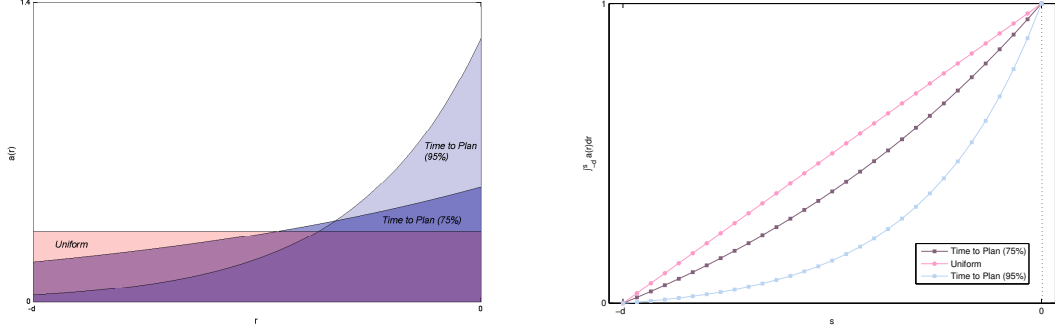 1.4
a(r)
Time to Plan
(95%)
Time to Plan (75%)
Uniform
0
-d
r
0
1
∫ˢ₋d a(r)dr
Time to Plan (75%)
Uniform
Time to Plan (95%)
0
-d
s
0